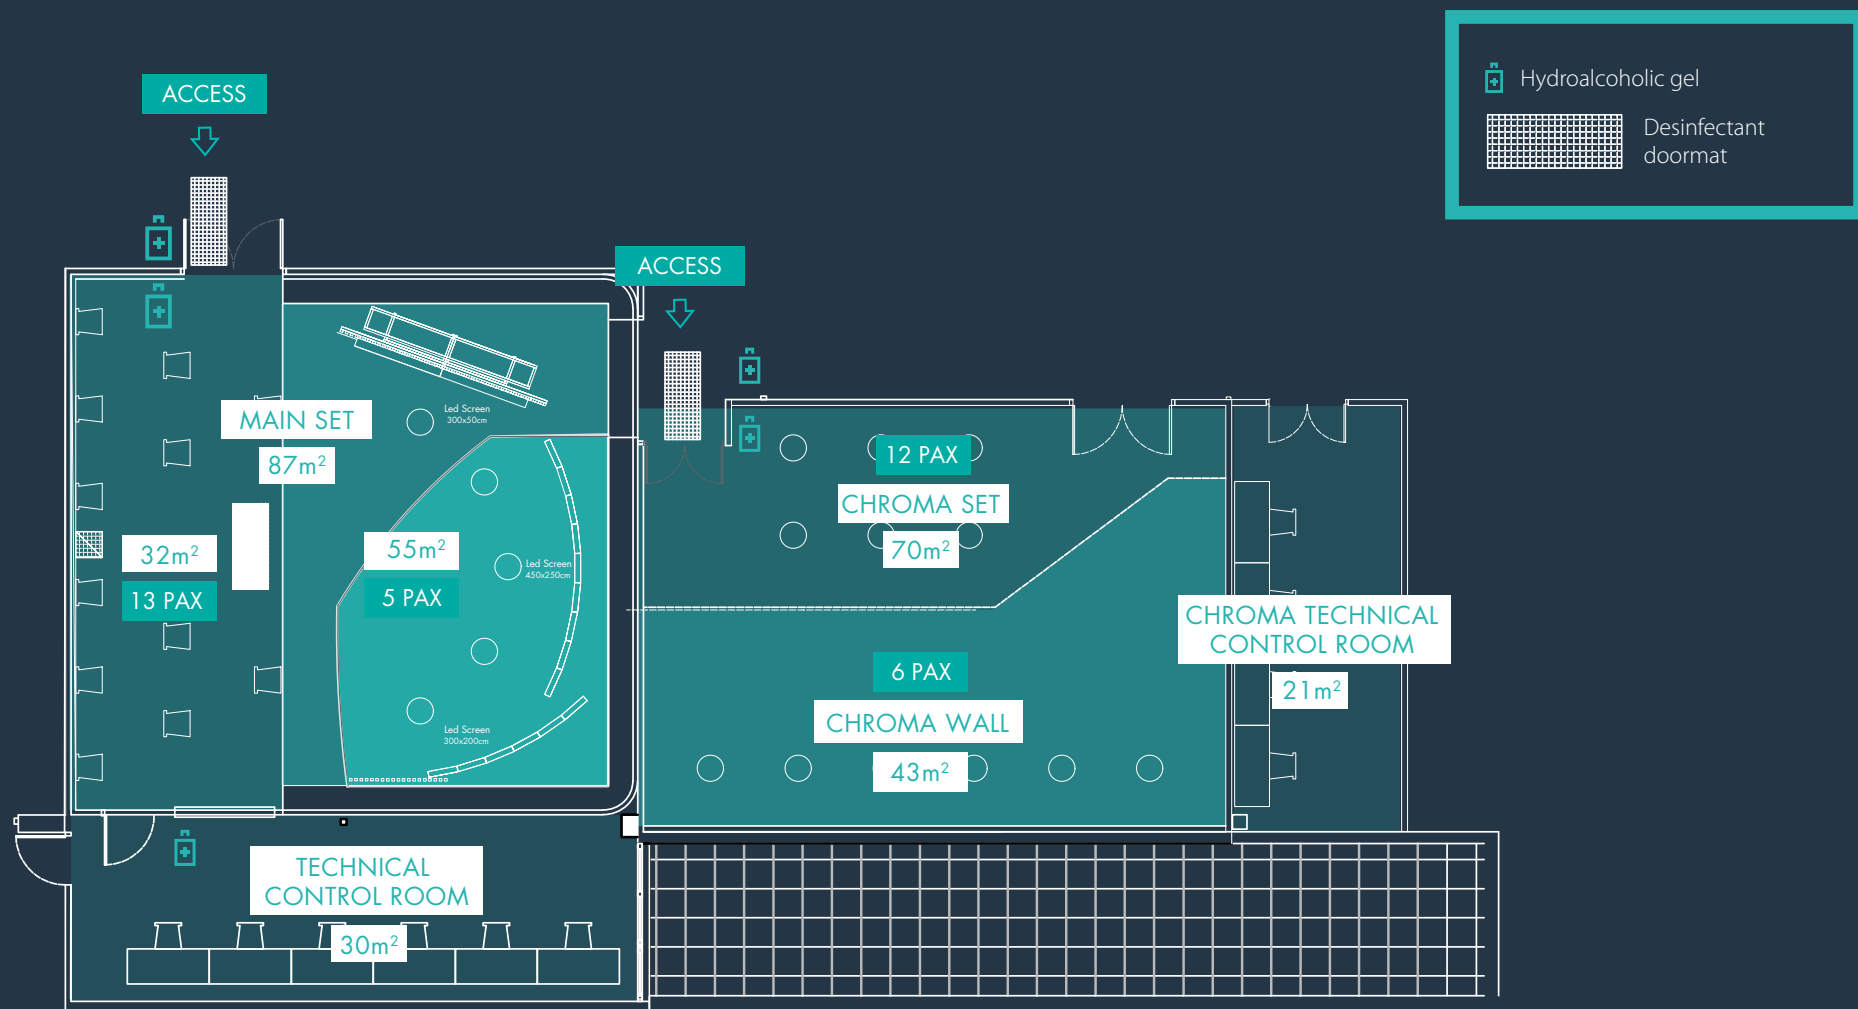 Hydroalcoholic gel
Desinfectant
doormat
ACCESS
ACCESS
MAIN SET
87m²
Led Screen
300x50cm
32m²
13 PAX
55m²
5 PAX
Led Screen
450x250cm
Led Screen
300x200cm
12 PAX
CHROMA SET
70m²
6 PAX
CHROMA WALL
43m²
CHROMA TECHNICAL
CONTROL ROOM
21m²
TECHNICAL
CONTROL ROOM
30m²